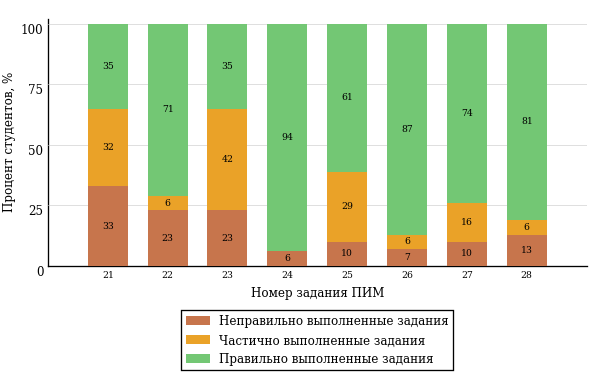 Процент студентов, %
100
75
50
25
0
35 71 35 94 61 87 74 81
32 6 42 29 6 16 6
33 23 23 6 10 7 10 13
21 22 23 24 25 26 27 28
Номер задания ПИМ
Неправильно выполненные задания
Частично выполненные задания
Правильно выполненные задания